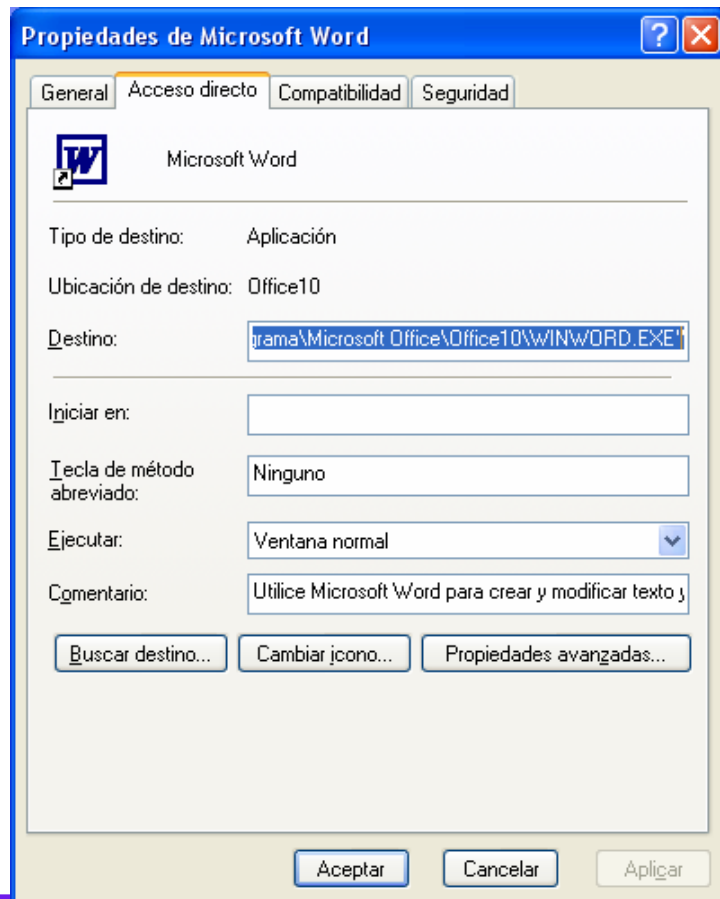 Propiedades de Microsoft Word
General Acceso directo Compatibilidad Seguridad
Microsoft Word
Tipo de destino: Aplicación
Ubicación de destino: Office10
Destino: grama\Microsoft Office\Office10\WINWORD.EXE"
Iniciar en:
Tecla de método abreviado: Ninguno
Ejecutar: Ventana normal
Comentario: Utilice Microsoft Word para crear y modificar texto y
Buscar destino... Cambiar icono... Propiedades avanzadas...
Aceptar Cancelar Aplicar